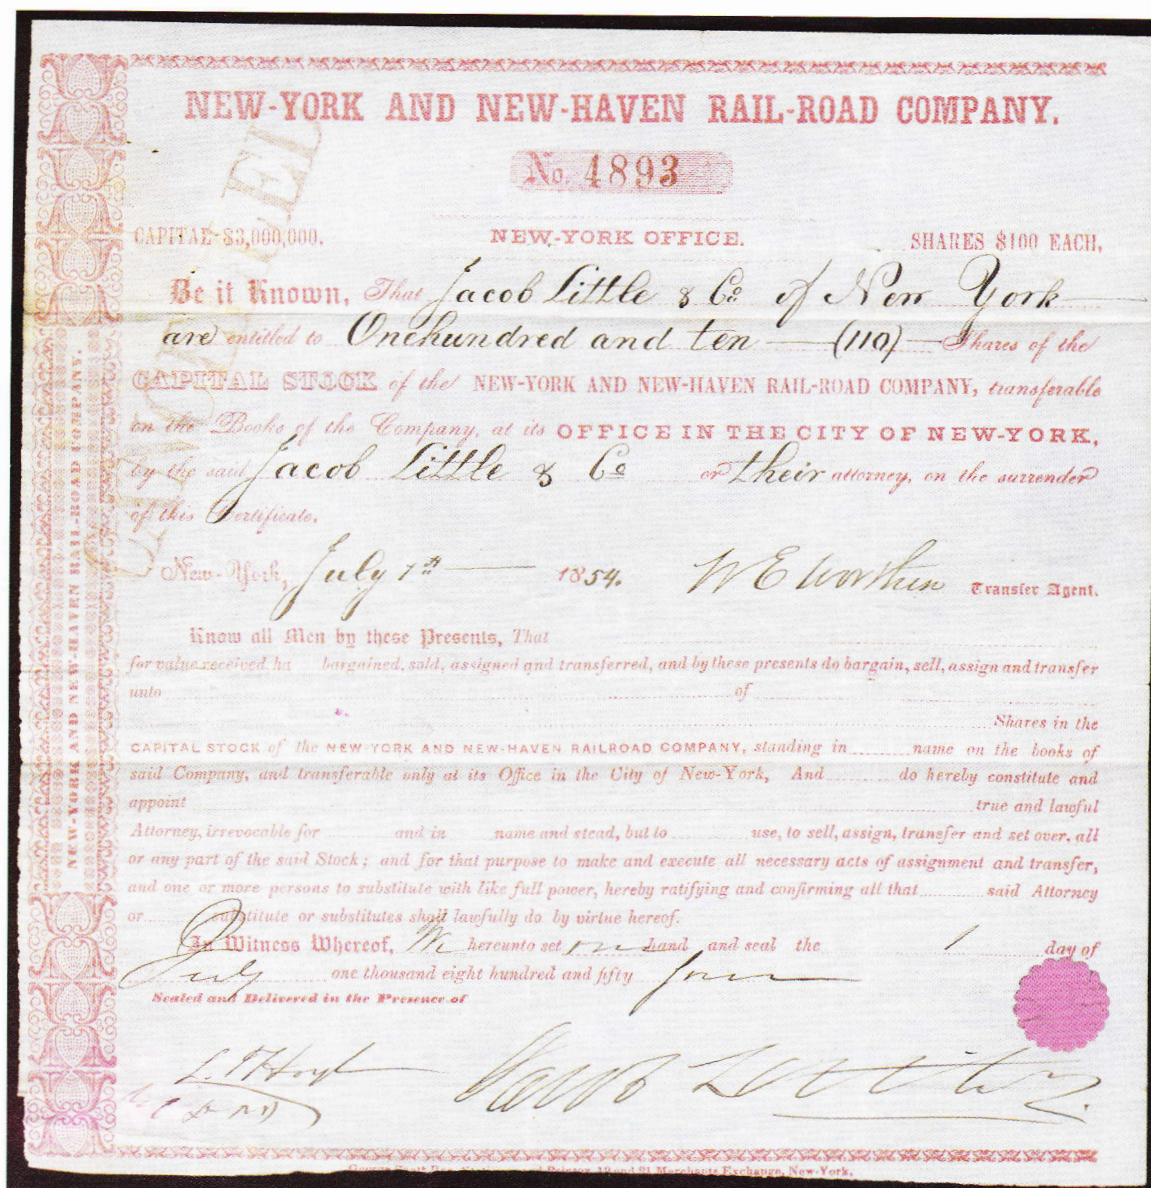 NEW-YORK AND NEW-HAVEN RAIL-ROAD COMPANY.
No. 4893
CAPITAL $3,000,000. NEW-YORK OFFICE. SHARES $100 EACH.
Be it Known, That Jacob Little & Co. of New York
are entitled to One hundred and ten (110) Shares of the
CAPITAL STOCK of the NEW-YORK AND NEW-HAVEN RAIL-ROAD COMPANY, transferable
on the Books of the Company, at its OFFICE IN THE CITY OF NEW-YORK,
by the said Jacob Little & Co or their attorney, on the surrender
of this Certificate.
New-York, July 1st 1854. W E Worthen Transfer Agent.
Know all Men by these Presents, That
for value received ha bargained, sold, assigned and transferred, and by these presents do bargain, sell, assign and transfer
unto of
Shares in the
CAPITAL STOCK of the NEW-YORK AND NEW-HAVEN RAILROAD COMPANY, standing in name on the books of
said Company, and transferable only at its Office in the City of New-York, And do hereby constitute and
appoint true and lawful
Attorney, irrevocable for and in name and stead, but to use, to sell, assign, transfer and set over, all
or any part of the said Stock; and for that purpose to make and execute all necessary acts of assignment and transfer,
and one or more persons to substitute with like full power, hereby ratifying and confirming all that said Attorney
or substitute or substitutes shall lawfully do by virtue hereof.
In Witness Whereof, We hereunto set our hand and seal the 1 day of
July one thousand eight hundred and fifty four
Sealed and Delivered in the Presence of
Jacob Little
NEW-YORK AND NEW-HAVEN RAIL-ROAD COMPANY.
CANCELLED
Merchants Exchange, New-York.